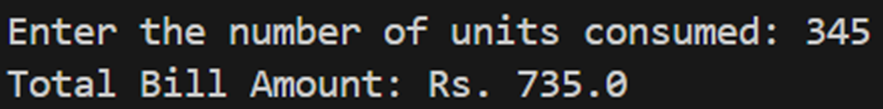 Enter the number of units consumed: 345
Total Bill Amount: Rs. 735.0